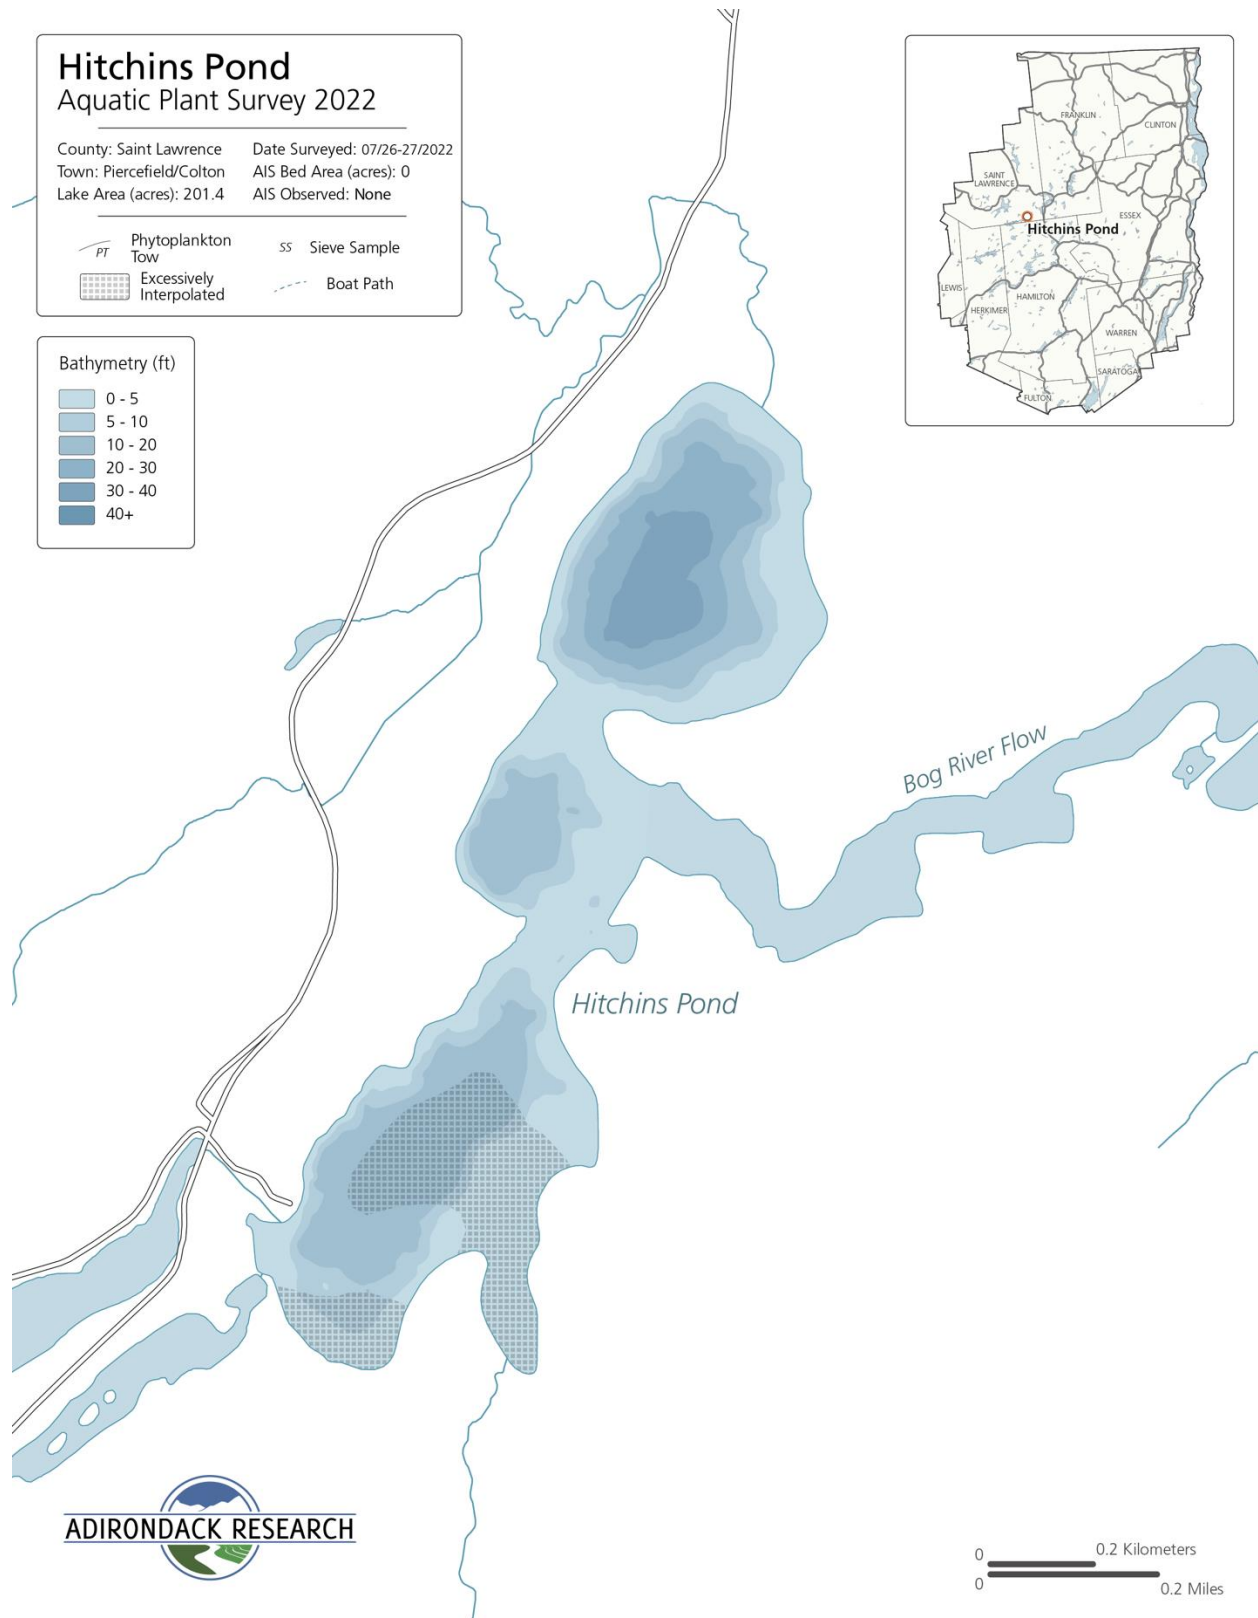 Hitchins Pond
Aquatic Plant Survey 2022
County: Saint Lawrence
Date Surveyed: 07/26-27/2022
Town: Piercefield/Colton
AIS Bed Area (acres): 0
Lake Area (acres): 201.4
AIS Observed: None
PT
Phytoplankton
Tow
SS
Sieve Sample
Excessively
Interpolated
Boat Path
Bathymetry (ft)
0 - 5
5 - 10
10 - 20
20 - 30
30 - 40
40+
FRANKLIN
CLINTON
SAINT
LAWRENCE
ESSEX
Hitchins Pond
LEWIS
HAMILTON
HERKIMER
WARREN
SARATOGA
FULTON
Bog River Flow
Hitchins Pond
ADIRONDACK RESEARCH
0
0.2 Kilometers
0
0.2 Miles